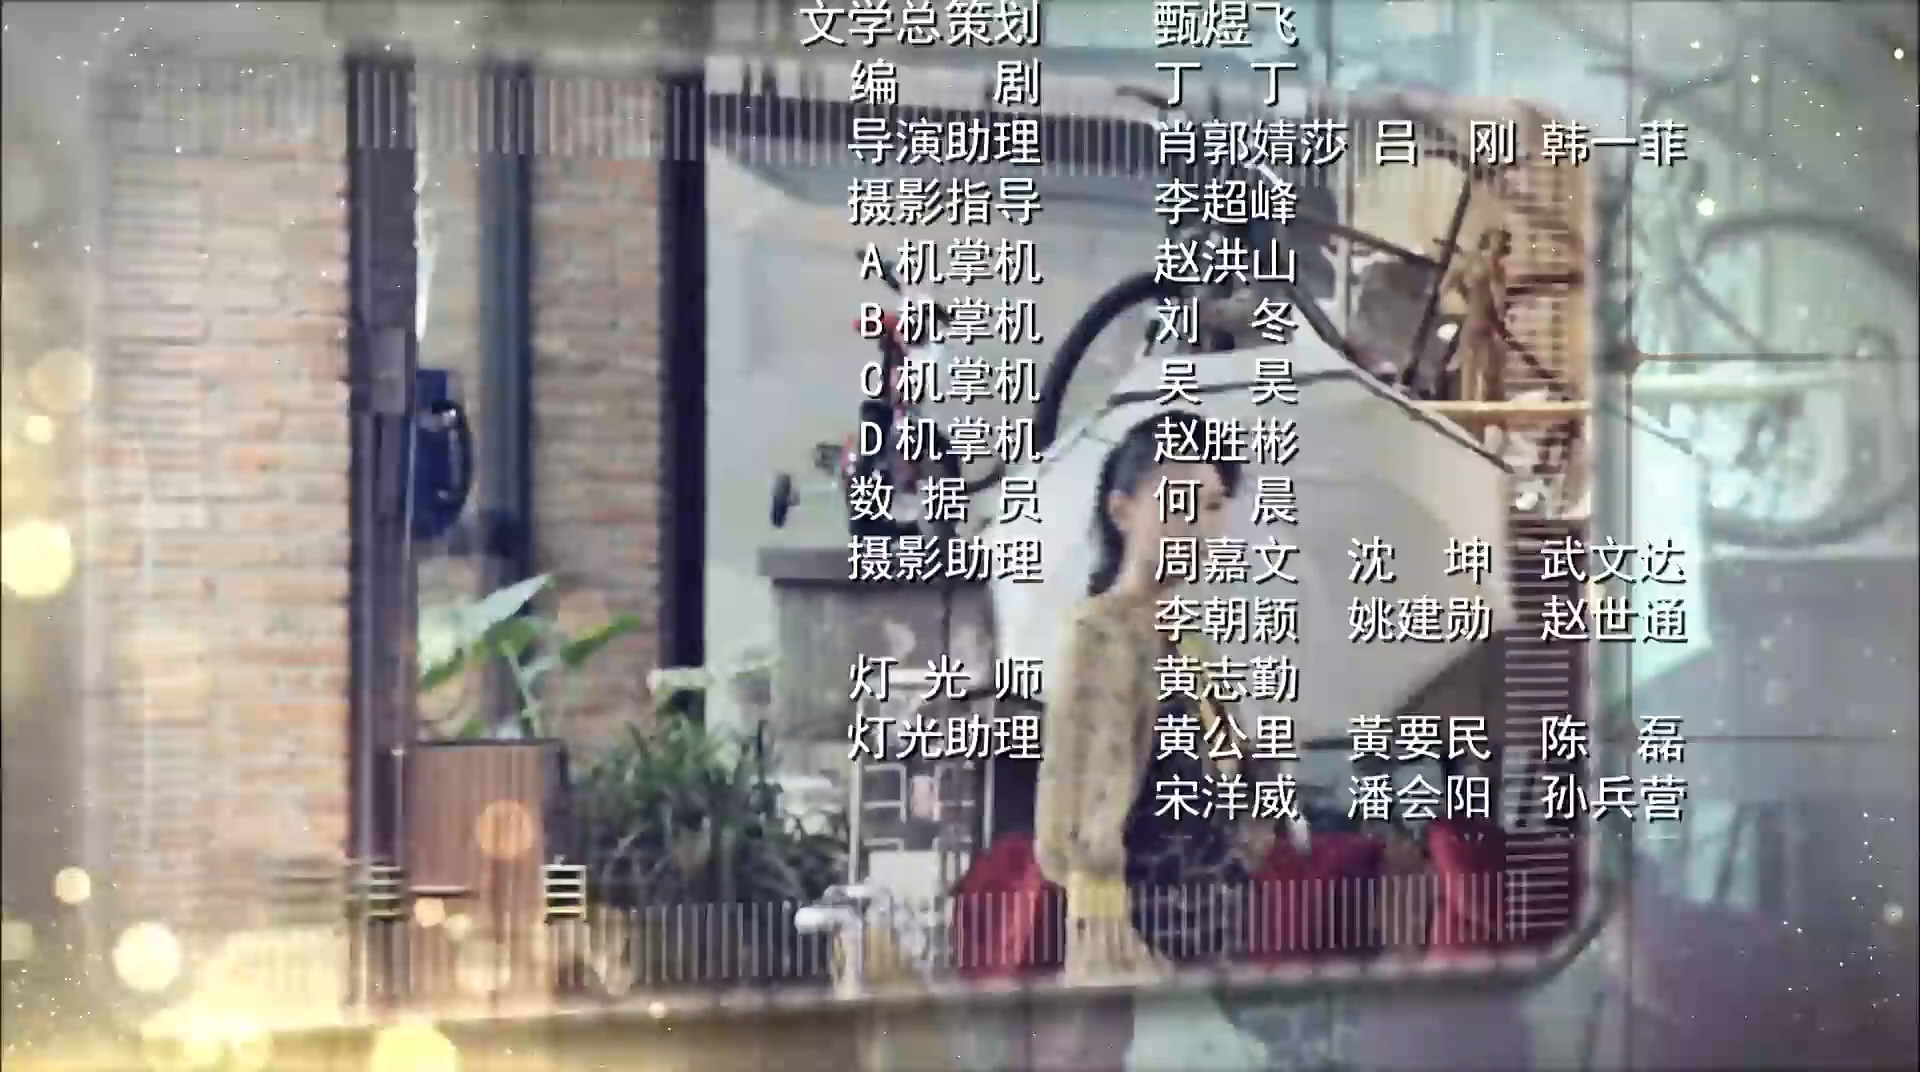 文学总策划 甄煜飞
编 剧 丁 丁
导演助理 肖郭婧莎 吕 刚 韩一菲
摄影指导 李超峰
A机掌机 赵洪山
B机掌机 刘 冬
C机掌机 吴 昊
D机掌机 赵胜彬
数 据 员 何 晨
摄影助理 周嘉文 沈 坤 武文达
李朝颖 姚建勋 赵世通
灯 光 师 黄志勤
灯光助理 黄公里 黄要民 陈 磊
宋洋威 潘会阳 孙兵营